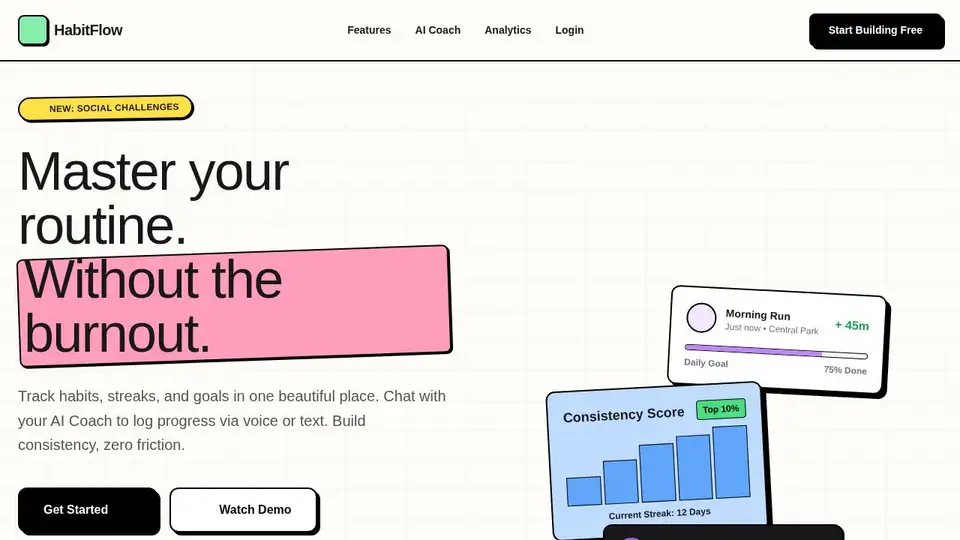 HabitFlow
Features
AI Coach
Analytics
Login
Start Building Free
NEW: SOCIAL CHALLENGES
Master your
routine.
Without the
burnout.
Track habits, streaks, and goals in one beautiful place. Chat with
your AI Coach to log progress via voice or text. Build
consistency, zero friction.
Get Started
Watch Demo
Morning Run
Just now • Central Park
+ 45m
Daily Goal
75% Done
Consistency Score
Top 10%
Current Streak: 12 Days